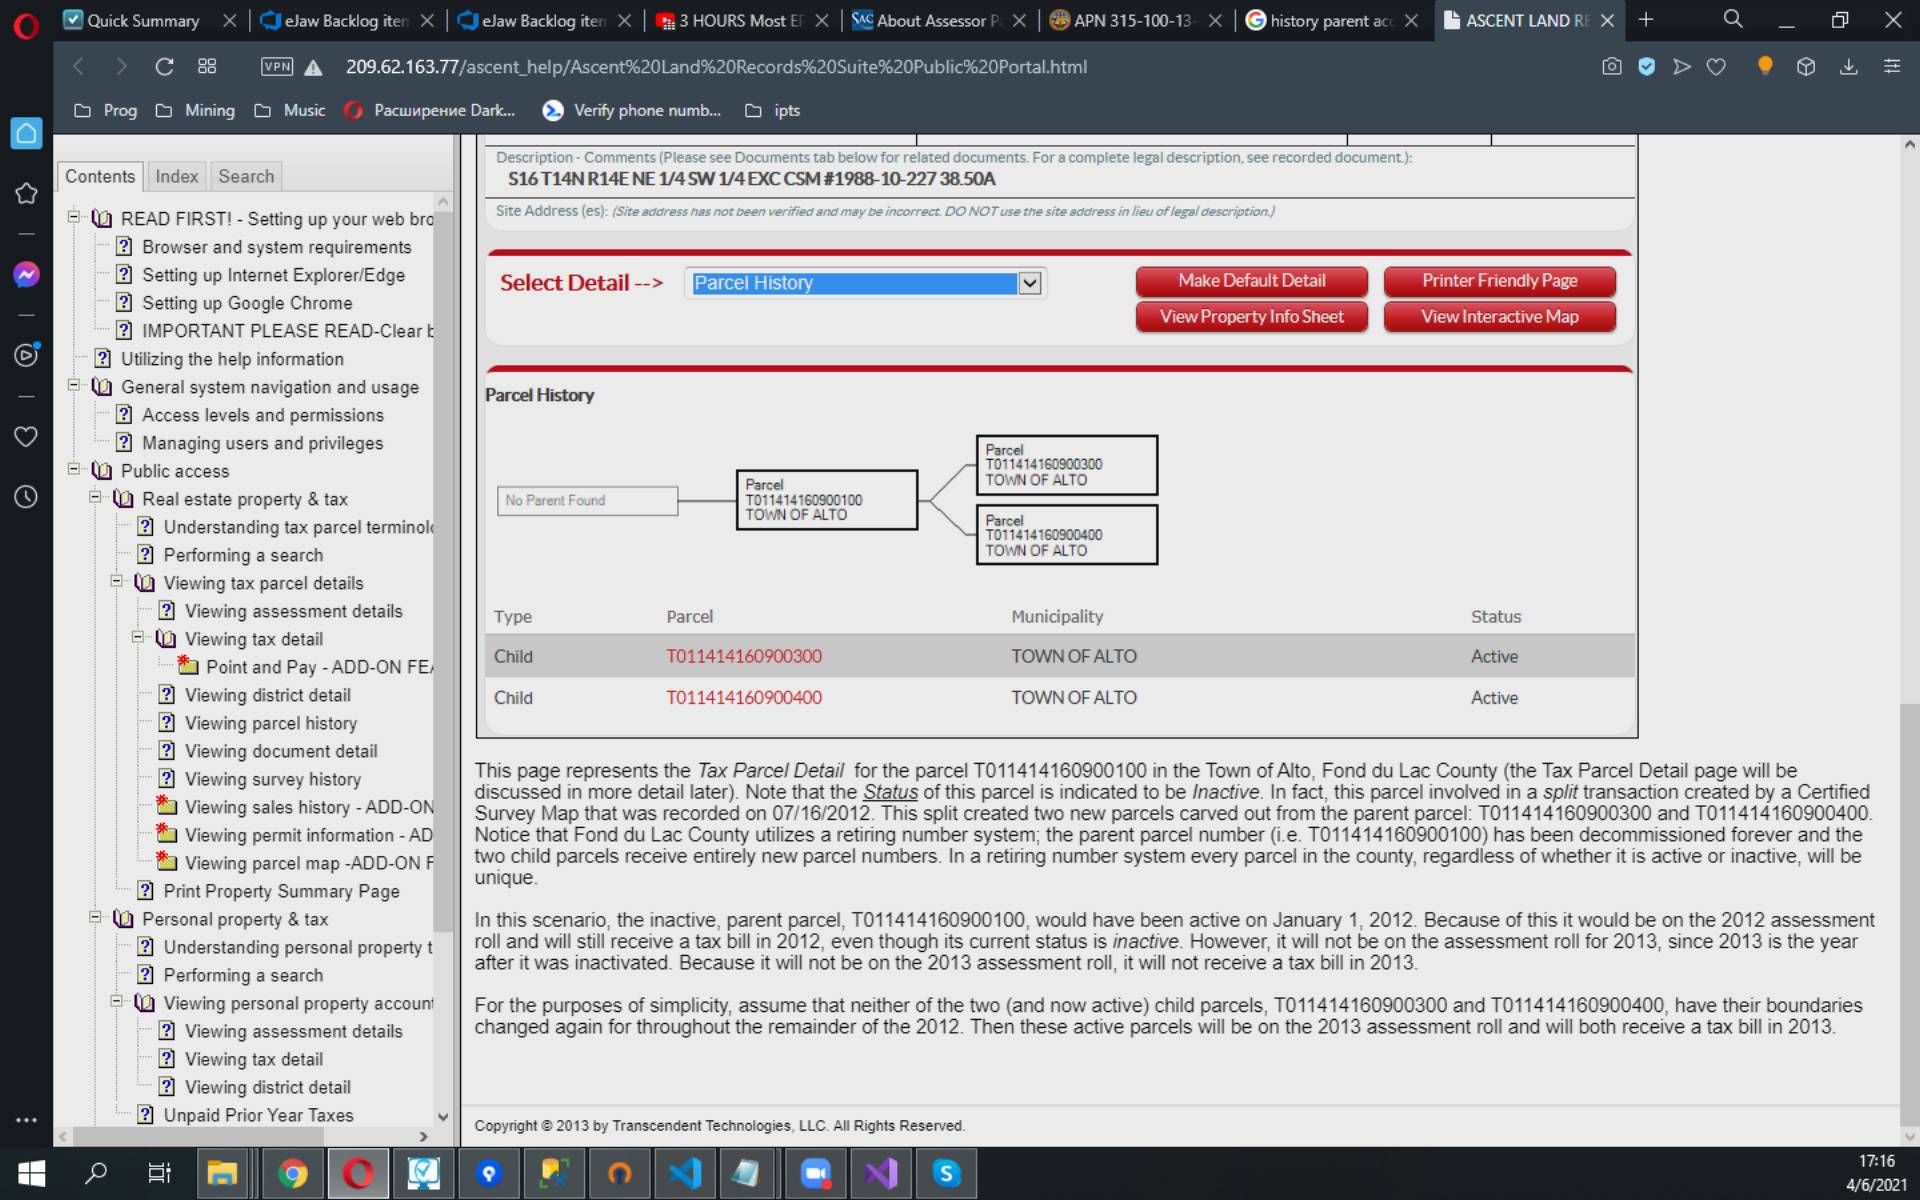 Quick Summary
eJaw Backlog iten
eJaw Backlog iten
3 HOURS Most EP
About Assessor Pa
APN 315-100-13-
history parent acc
ASCENT LAND RE
VPN
209.62.163.77/ascent_help/Ascent%20Land%20Records%20Suite%20Public%20Portal.html
Prog
Mining
Music
Расширение Dark...
Verify phone numb...
ipts
Contents
Index
Search
READ FIRST! - Setting up your web bro
Browser and system requirements
Setting up Internet Explorer/Edge
Setting up Google Chrome
IMPORTANT PLEASE READ-Clear b
Utilizing the help information
General system navigation and usage
Access levels and permissions
Managing users and privileges
Public access
Real estate property & tax
Understanding tax parcel terminolo
Performing a search
Viewing tax parcel details
Viewing assessment details
Viewing tax detail
Point and Pay - ADD-ON FEA
Viewing district detail
Viewing parcel history
Viewing document detail
Viewing survey history
Viewing sales history - ADD-ON
Viewing permit information - AD
Viewing parcel map -ADD-ON F
Print Property Summary Page
Personal property & tax
Understanding personal property t
Performing a search
Viewing personal property account
Viewing assessment details
Viewing tax detail
Viewing district detail
Unpaid Prior Year Taxes
Description - Comments (Please see Documents tab below for related documents. For a complete legal description, see recorded document.):
S16 T14N R14E NE 1/4 SW 1/4 EXC CSM #1988-10-227 38.50A
Site Address (es): (Site address has not been verified and may be incorrect. DO NOT use the site address in lieu of legal description.)
Select Detail -->
Parcel History
Make Default Detail
Printer Friendly Page
View Property Info Sheet
View Interactive Map
Parcel History
No Parent Found
Parcel
T011414160900100
TOWN OF ALTO
Parcel
T011414160900300
TOWN OF ALTO
Parcel
T011414160900400
TOWN OF ALTO
Type Parcel Municipality Status
Child T011414160900300 TOWN OF ALTO Active
Child T011414160900400 TOWN OF ALTO Active
This page represents the Tax Parcel Detail for the parcel T011414160900100 in the Town of Alto, Fond du Lac County (the Tax Parcel Detail page will be
discussed in more detail later). Note that the Status of this parcel is indicated to be Inactive. In fact, this parcel involved in a split transaction created by a Certified
Survey Map that was recorded on 07/16/2012. This split created two new parcels carved out from the parent parcel: T011414160900300 and T011414160900400.
Notice that Fond du Lac County utilizes a retiring number system; the parent parcel number (i.e. T011414160900100) has been decommissioned forever and the
two child parcels receive entirely new parcel numbers. In a retiring number system every parcel in the county, regardless of whether it is active or inactive, will be
unique.
In this scenario, the inactive, parent parcel, T011414160900100, would have been active on January 1, 2012. Because of this it would be on the 2012 assessment
roll and will still receive a tax bill in 2012, even though its current status is inactive. However, it will not be on the assessment roll for 2013, since 2013 is the year
after it was inactivated. Because it will not be on the 2013 assessment roll, it will not receive a tax bill in 2013.
For the purposes of simplicity, assume that neither of the two (and now active) child parcels, T011414160900300 and T011414160900400, have their boundaries
changed again for throughout the remainder of the 2012. Then these active parcels will be on the 2013 assessment roll and will both receive a tax bill in 2013.
Copyright © 2013 by Transcendent Technologies, LLC. All Rights Reserved.
17:16
4/6/2021